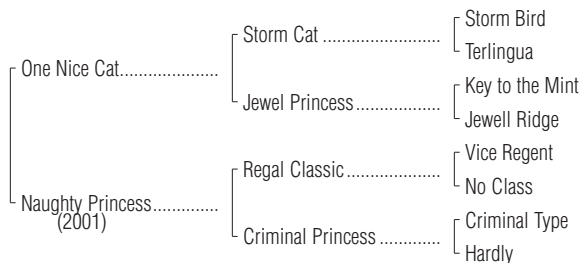 Storm Bird
Storm Cat ..........................
Terlingua
One Nice Cat......................
Key to the Mint
Jewel Princess...................
Jewell Ridge
Vice Regent
Regal Classic .....................
No Class
Naughty Princess...............
(2001)
Criminal Type
Criminal Princess .............
Hardly